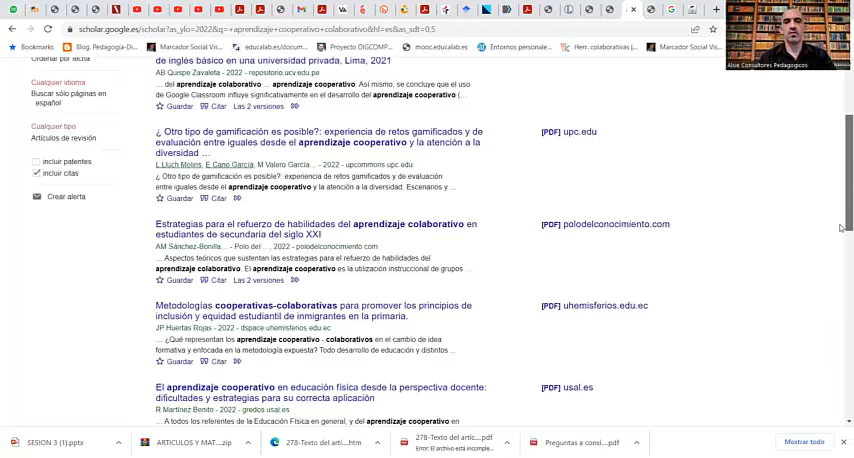 scholar.google.es/scholar?as_ylo=2022&q=+aprendizaje+cooperativo+colaborativo&hl=es&as_sdt=0,5
Bookmarks
Blog. Pedagogía-Di...
Marcador Social Vis...
educalab.es/docum...
Proyecto DIGCOMP...
mooc.educalab.es
Entornos personale...
Herr. colaborativas |...
Marcador Social Vis...
Alsie Consultores Pedagogicos
Ordenar por fecha
Cualquier idioma
Buscar sólo páginas en
español
Cualquier tipo
Artículos de revisión
incluir patentes
incluir citas
Crear alerta
de inglés básico en una universidad privada, Lima, 2021
AB Quispe Zavaleta - 2022 - repositorio.ucv.edu.pe
... del aprendizaje colaborativo ... aprendizaje cooperativo. Así mismo, se concluye que el uso
de Google Classroom influye significativamente en el desarrollo del aprendizaje cooperativo (...
Guardar Citar Las 2 versiones
¿ Otro tipo de gamificación es posible?: experiencia de retos gamificados y de
evaluación entre iguales desde el aprendizaje cooperativo y la atención a la
diversidad ...
[PDF] upc.edu
L Lluch Molins, E Cano García, M Valero García... - 2022 - upcommons.upc.edu
¿ Otro tipo de gamificación es posible?: experiencia de retos gamificados y de evaluación
entre iguales desde el aprendizaje cooperativo y la atención a la diversidad. Escenarios y ...
Guardar Citar
Estrategias para el refuerzo de habilidades del aprendizaje colaborativo en
estudiantes de secundaria del siglo XXI
[PDF] polodelconocimiento.com
AM Sánchez-Bonilla... - Polo del ..., 2022 - polodelconocimiento.com
... Aspectos teóricos que sustentan las estrategias para el refuerzo de habilidades del
aprendizaje colaborativo. El aprendizaje cooperativo es la utilización instruccional de grupos ...
Guardar Citar Las 2 versiones
Metodologías cooperativas-colaborativas para promover los principios de
inclusión y equidad estudiantil de inmigrantes en la primaria.
[PDF] uhemisferios.edu.ec
JP Huertas Rojas - 2022 - dspace.uhemisferios.edu.ec
... ¿Qué representan los aprendizaje cooperativo - colaborativos en el cambio de idea
formativa y enfocada en la metodología expuesta? Todo desarrollo de educación y distintos ...
Guardar Citar
El aprendizaje cooperativo en educación física desde la perspectiva docente:
dificultades y estrategias para su correcta aplicación
[PDF] usal.es
R Martínez Benito - 2022 - gredos.usal.es
... A todos los referentes de la Educación Física en general, y del aprendizaje cooperativo en
SESION 3 (1).pptx
ARTICULOS Y MAT....zip
278-Texto del artí....htm
278-Texto del artíc....pdf
Error: El archivo está incomple...
Preguntas a consi....pdf
Mostrar todo